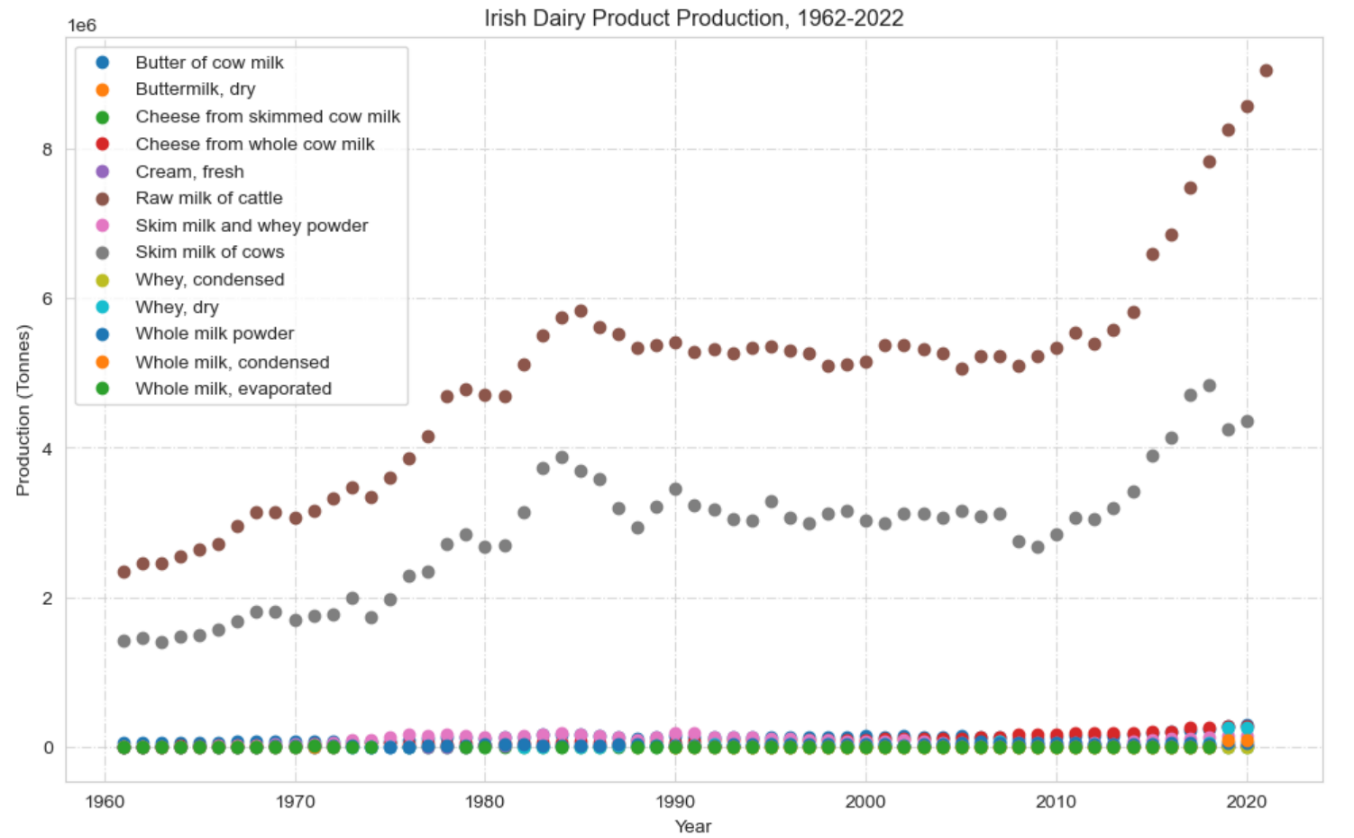 Irish Dairy Product Production, 1962-2022
1e6
Butter of cow milk
Buttermilk, dry
Cheese from skimmed cow milk
Cheese from whole cow milk
Cream, fresh
Raw milk of cattle
Skim milk and whey powder
Skim milk of cows
Whey, condensed
Whey, dry
Whole milk powder
Whole milk, condensed
Whole milk, evaporated
8
6
4
2
0
Production (Tonnes)
1960 1970 1980 1990 2000 2010 2020
Year